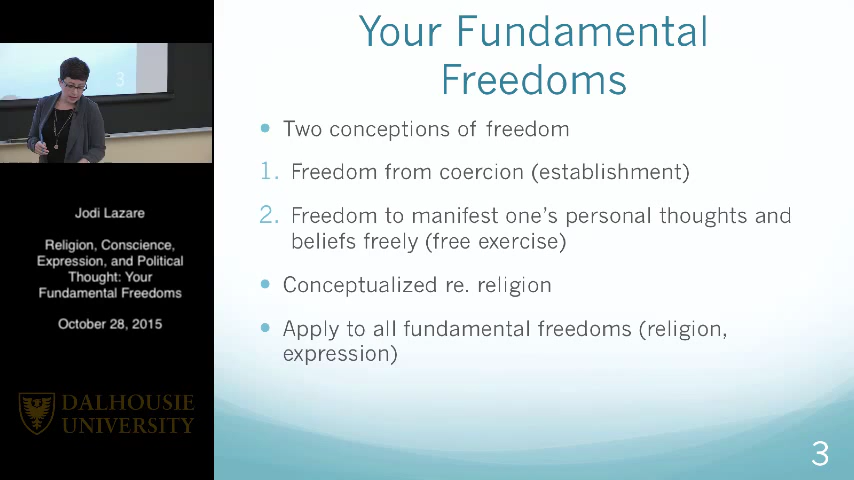 Your Fundamental
Freedoms
• Two conceptions of freedom
1. Freedom from coercion (establishment)
2. Freedom to manifest one's personal thoughts and
beliefs freely (free exercise)
• Conceptualized re. religion
• Apply to all fundamental freedoms (religion,
expression)
3
3
Jodi Lazare
Religion, Conscience,
Expression, and Political
Thought: Your
Fundamental Freedoms
October 28, 2015
DALHOUSIE
UNIVERSITY